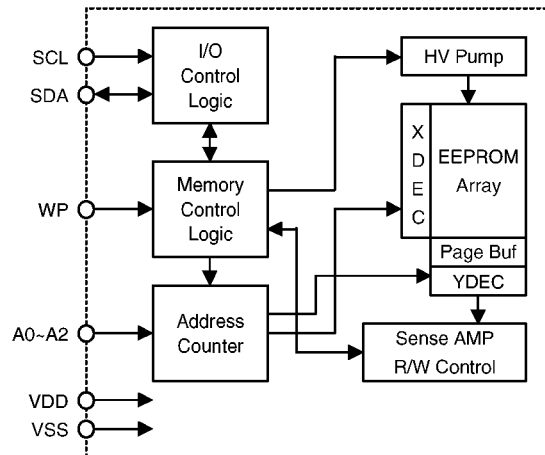 SCL
SDA
I/O
Control
Logic
HV Pump
X
D
E
C
EEPROM
Array
WP
Memory
Control
Logic
Page Buf
YDEC
A0~A2
Address
Counter
Sense AMP
R/W Control
VDD
VSS